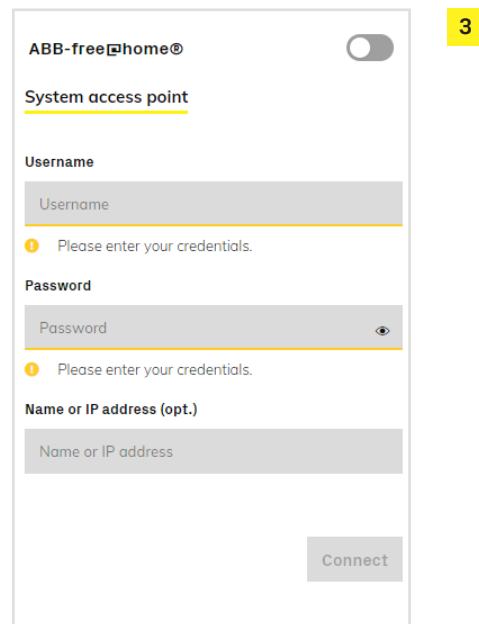 ABB-free@home®
3
System access point
Username
Username
Please enter your credentials.
Password
Password
Please enter your credentials.
Name or IP address (opt.)
Name or IP address
Connect